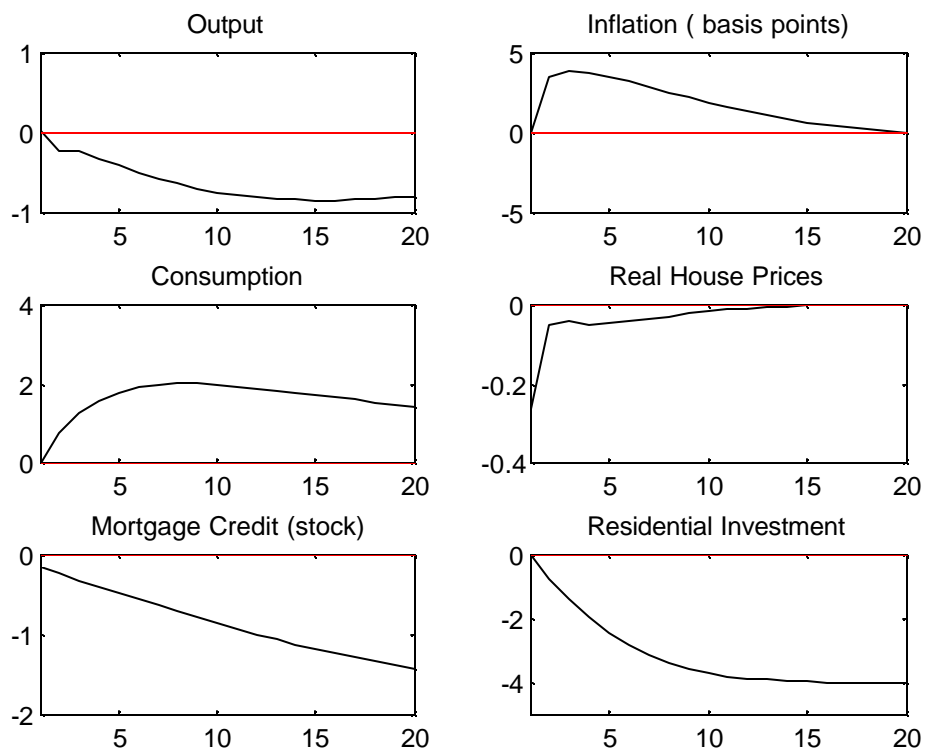 Output
1
0
-1
5 10 15 20
Inflation ( basis points)
5
0
-5
5 10 15 20
Consumption
4
2
0
5 10 15 20
Real House Prices
0
-0.2
-0.4
5 10 15 20
Mortgage Credit (stock)
0
-1
-2
5 10 15 20
Residential Investment
0
-2
-4
5 10 15 20